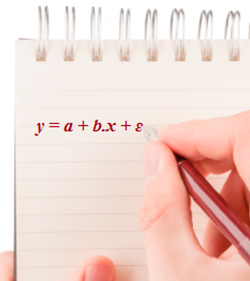 y = a + b.x + ε